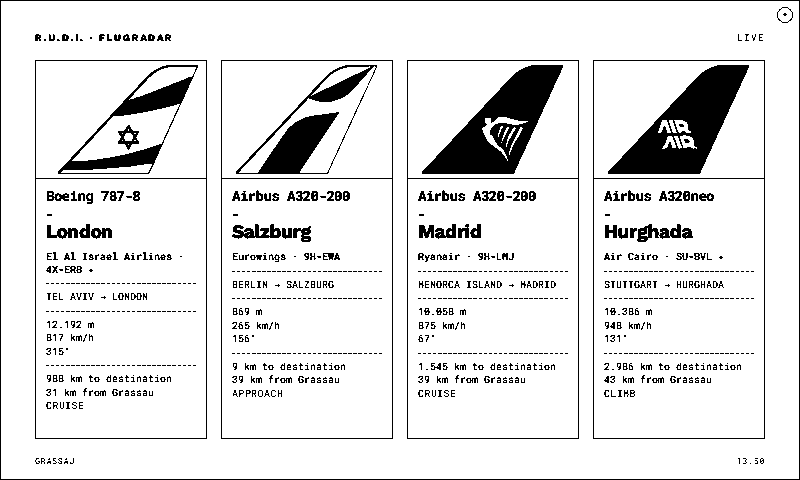 R.U.D.I. · FLUGRADAR
LIVE
Boeing 787-8
-
London
El Al Israel Airlines ·
4X-ERB ✦
TEL AVIV → LONDON
12.192 m
817 km/h
315°
988 km to destination
31 km from Grassau
CRUISE
Airbus A320-200
-
Salzburg
Eurowings · 9H-EWA
BERLIN → SALZBURG
869 m
265 km/h
156°
9 km to destination
39 km from Grassau
APPROACH
Airbus A320-200
-
Madrid
Ryanair · 9H-LMJ
MENORCA ISLAND → MADRID
10.058 m
875 km/h
67°
1.545 km to destination
39 km from Grassau
CRUISE
AIR
AIR
Airbus A320neo
-
Hurghada
Air Cairo · SU-BVL ✦
STUTTGART → HURGHADA
10.386 m
948 km/h
131°
2.986 km to destination
43 km from Grassau
CLIMB
GRASSAU
13.50